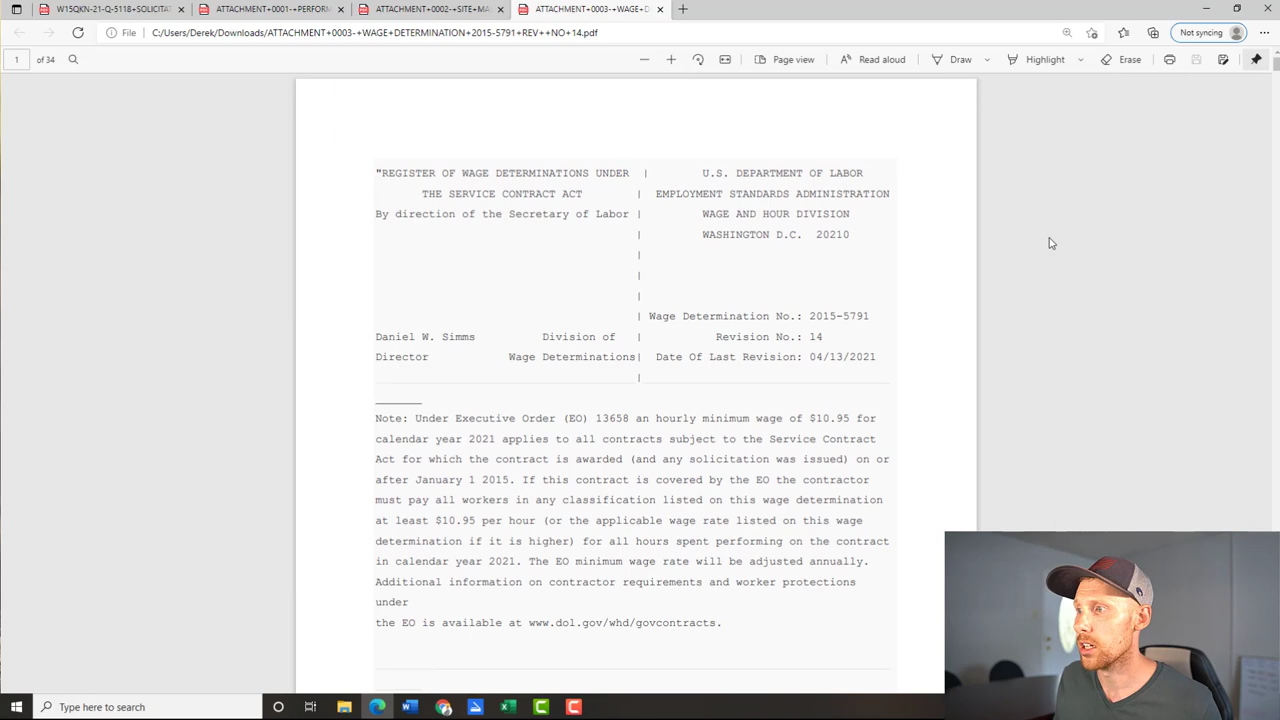 W15QKN-21-Q-5118+SOLICITAT
ATTACHMENT+0001-+PERFORM
ATTACHMENT+0002-+SITE+MA
ATTACHMENT+0003-+WAGE+D
File
C:/Users/Derek/Downloads/ATTACHMENT+0003-+WAGE+DETERMINATION+2015-5791+REV++NO+14.pdf
Not syncing
1 of 34
Page view
Read aloud
Draw
Highlight
Erase
"REGISTER OF WAGE DETERMINATIONS UNDER | U.S. DEPARTMENT OF LABOR
THE SERVICE CONTRACT ACT | EMPLOYMENT STANDARDS ADMINISTRATION
By direction of the Secretary of Labor | WAGE AND HOUR DIVISION
| WASHINGTON D.C. 20210
|
|
|
| Wage Determination No.: 2015-5791
Daniel W. Simms Division of | Revision No.: 14
Director Wage Determinations| Date Of Last Revision: 04/13/2021
|
_______
Note: Under Executive Order (EO) 13658 an hourly minimum wage of $10.95 for
calendar year 2021 applies to all contracts subject to the Service Contract
Act for which the contract is awarded (and any solicitation was issued) on or
after January 1 2015. If this contract is covered by the EO the contractor
must pay all workers in any classification listed on this wage determination
at least $10.95 per hour (or the applicable wage rate listed on this wage
determination if it is higher) for all hours spent performing on the contract
in calendar year 2021. The EO minimum wage rate will be adjusted annually.
Additional information on contractor requirements and worker protections
under
the EO is available at www.dol.gov/whd/govcontracts.
Type here to search